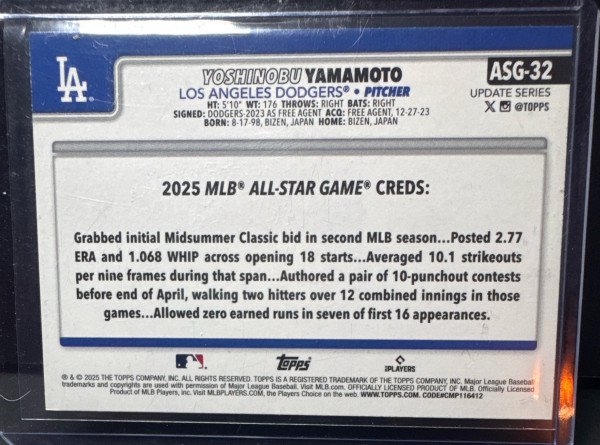 LA
YOSHINOBU YAMAMOTO
ASG-32
LOS ANGELES DODGERS® • PITCHER
UPDATE SERIES
HT: 5'10" WT: 176 THROWS: RIGHT BATS: RIGHT
@TOPPS
SIGNED: DODGERS-2023 AS FREE AGENT ACQ: FREE AGENT, 12-27-23
BORN: 8-17-98, BIZEN, JAPAN HOME: BIZEN, JAPAN
2025 MLB® ALL-STAR GAME® CREDS:
Grabbed initial Midsummer Classic bid in second MLB season...Posted 2.77
ERA and 1.068 WHIP across opening 18 starts...Averaged 10.1 strikeouts
per nine frames during that span...Authored a pair of 10-punchout contests
before end of April, walking two hitters over 12 combined innings in those
games...Allowed zero earned runs in seven of first 16 appearances.
Topps
PLAYERS
® & © 2025 THE TOPPS COMPANY, INC. ALL RIGHTS RESERVED. TOPPS IS A REGISTERED TRADEMARK OF THE TOPPS COMPANY, INC. Major League Baseball
trademarks and copyrights are used with permission of Major League Baseball. Visit MLB.com. OFFICIALLY LICENSED PRODUCT OF MLB. Officially Licensed
Product of MLB Players, Inc. Visit MLBPLAYERS.COM, the Players Choice on the web. WWW.TOPPS.COM. CODE#CMP116412